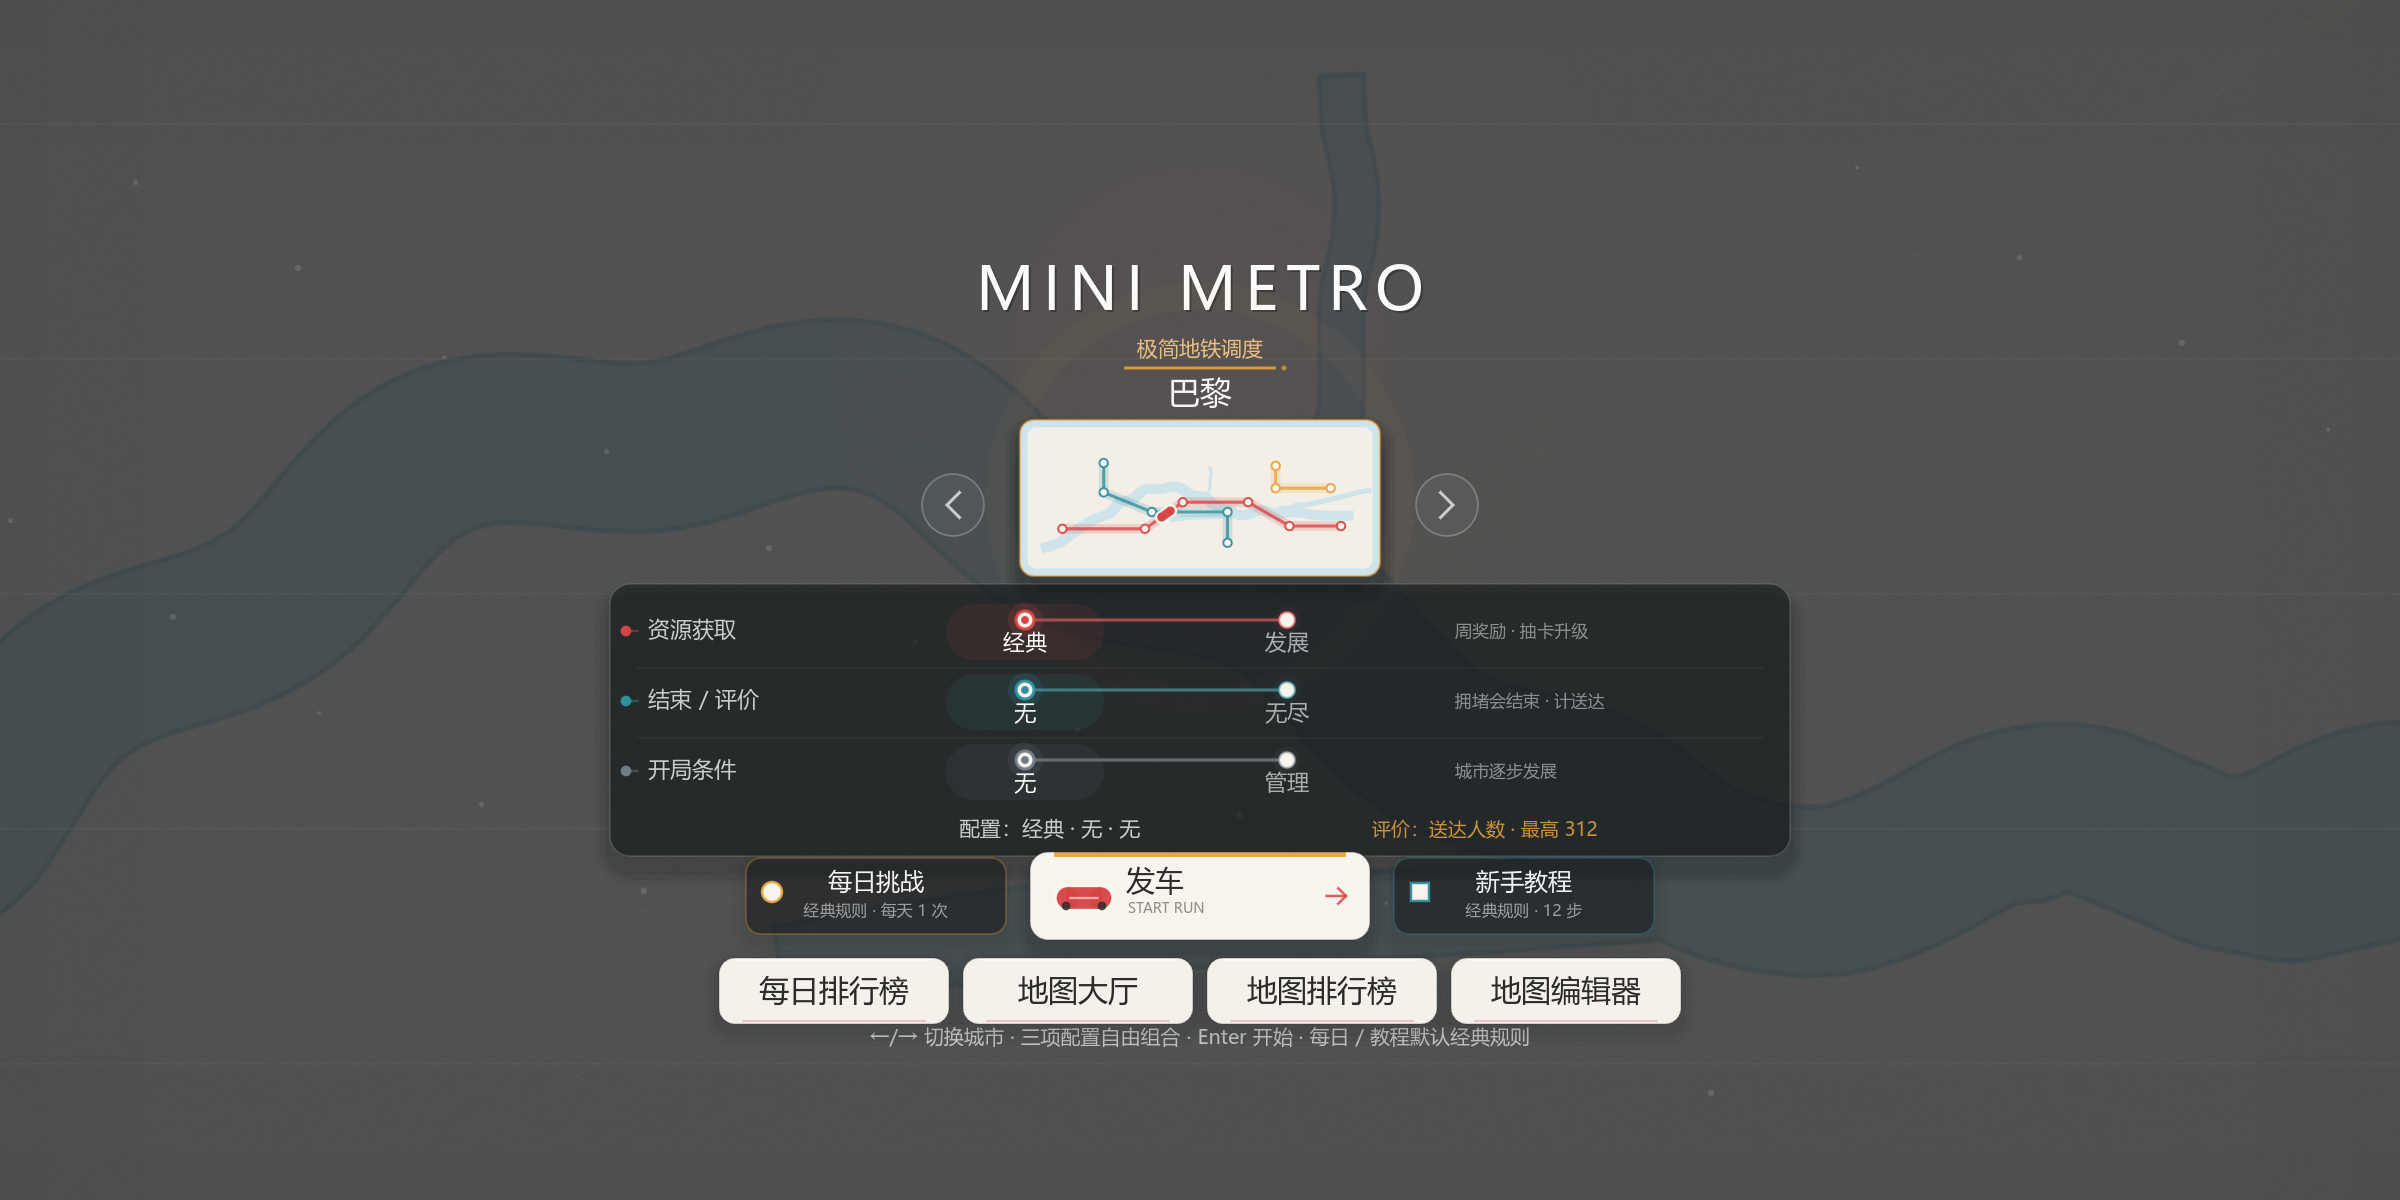 MINI METRO
极简地铁调度
巴黎
资源获取
经典
发展
周奖励 · 抽卡升级
结束 / 评价
无
无尽
拥堵会结束 · 计送达
开局条件
无
管理
城市逐步发展
配置：经典 · 无 · 无
评价：送达人数 · 最高 312
每日挑战
经典规则 · 每天 1 次
发车
START RUN
新手教程
经典规则 · 12 步
每日排行榜
地图大厅
地图排行榜
地图编辑器
←/→ 切换城市 · 三项配置自由组合 · Enter 开始 · 每日 / 教程默认经典规则